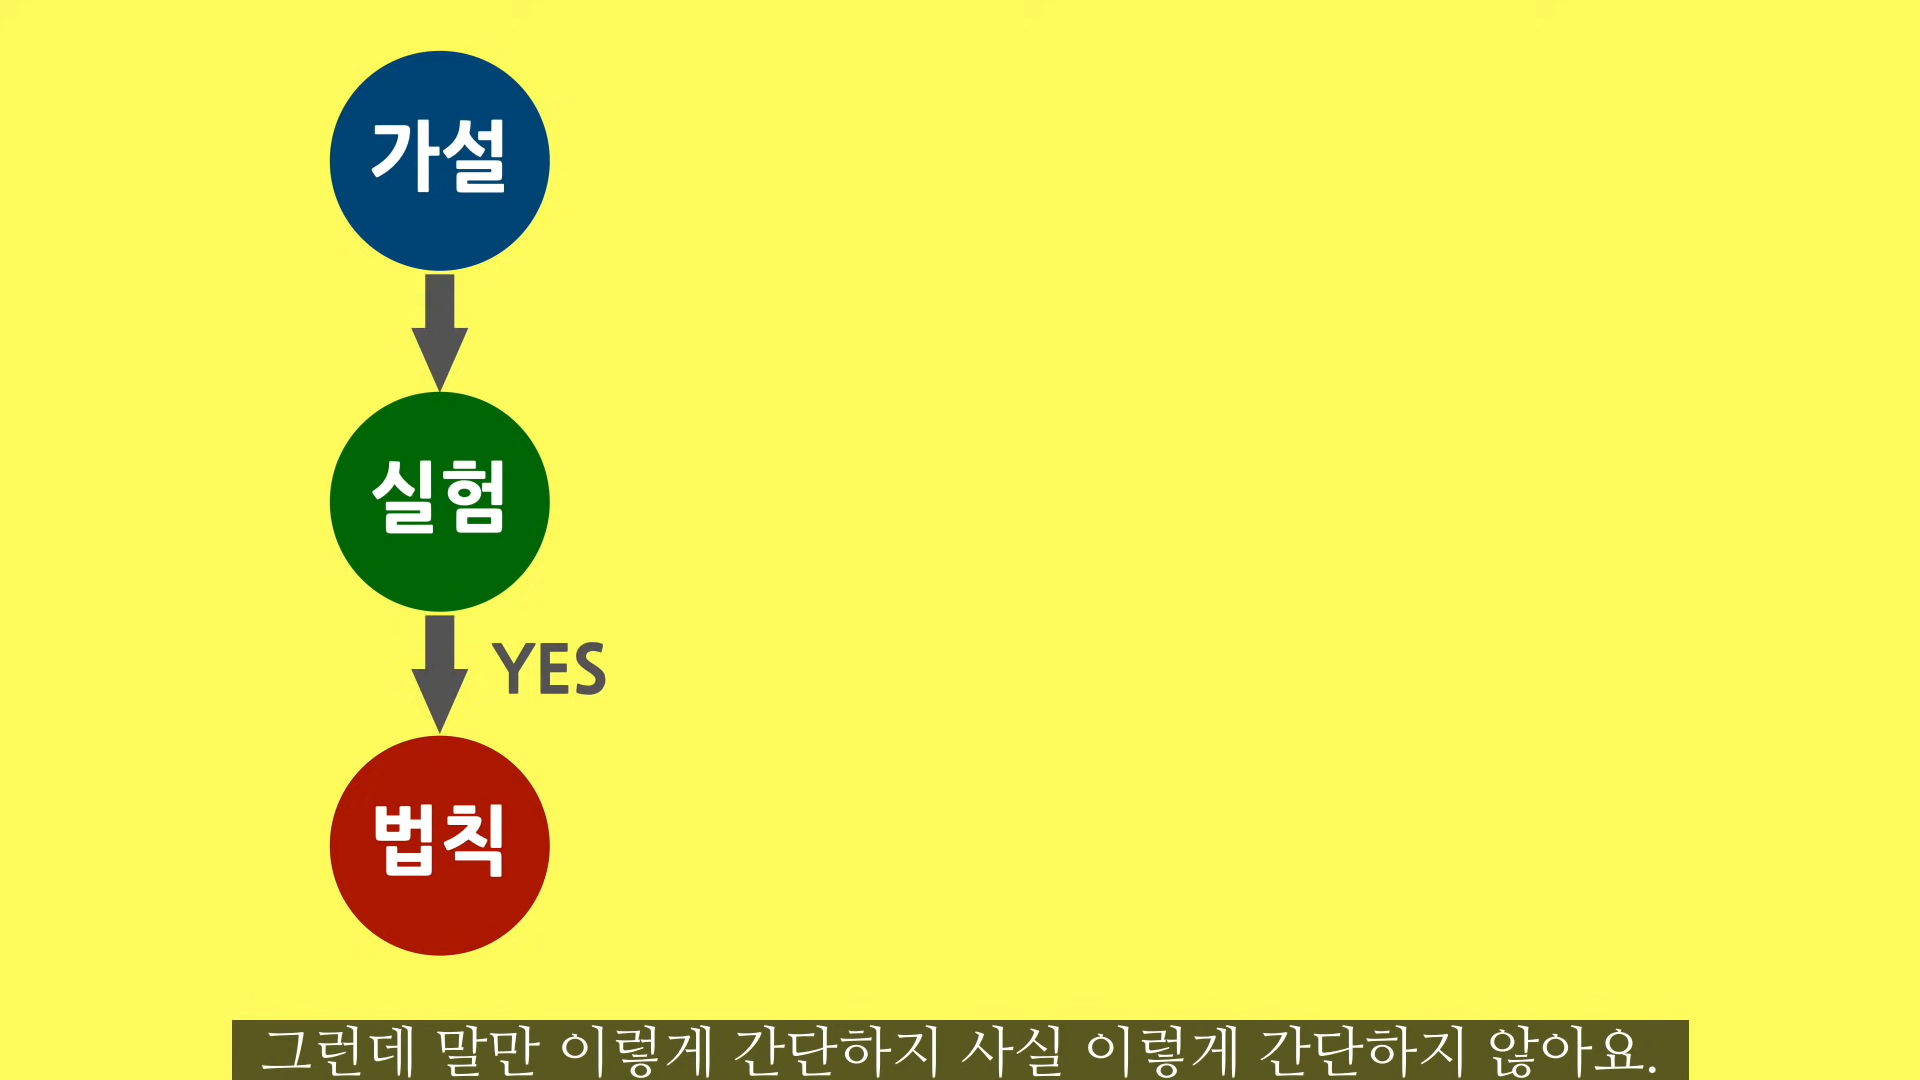 가설
실험
YES
법칙
그런데 말만 이렇게 간단하지 사실 이렇게 간단하지 않아요.